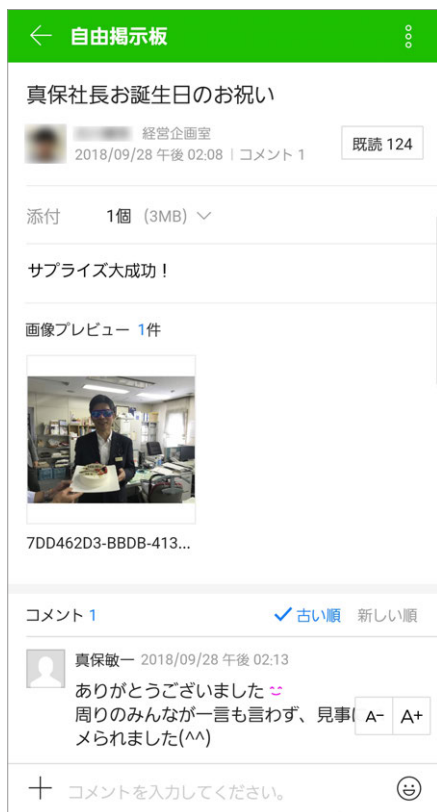 自由掲示板
真保社長お誕生日のお祝い
経営企画室
2018/09/28 午後 02:08 | コメント 1
既読 124
添付 1個 (3MB)
サプライズ大成功！
画像プレビュー 1件
7DD462D3-BBDB-413...
コメント 1
古い順 新しい順
真保敏一 2018/09/28 午後 02:13
ありがとうございました
周りのみんなが一言も言わず、見事に
メられました(^^)
A- A+
コメントを入力してください。